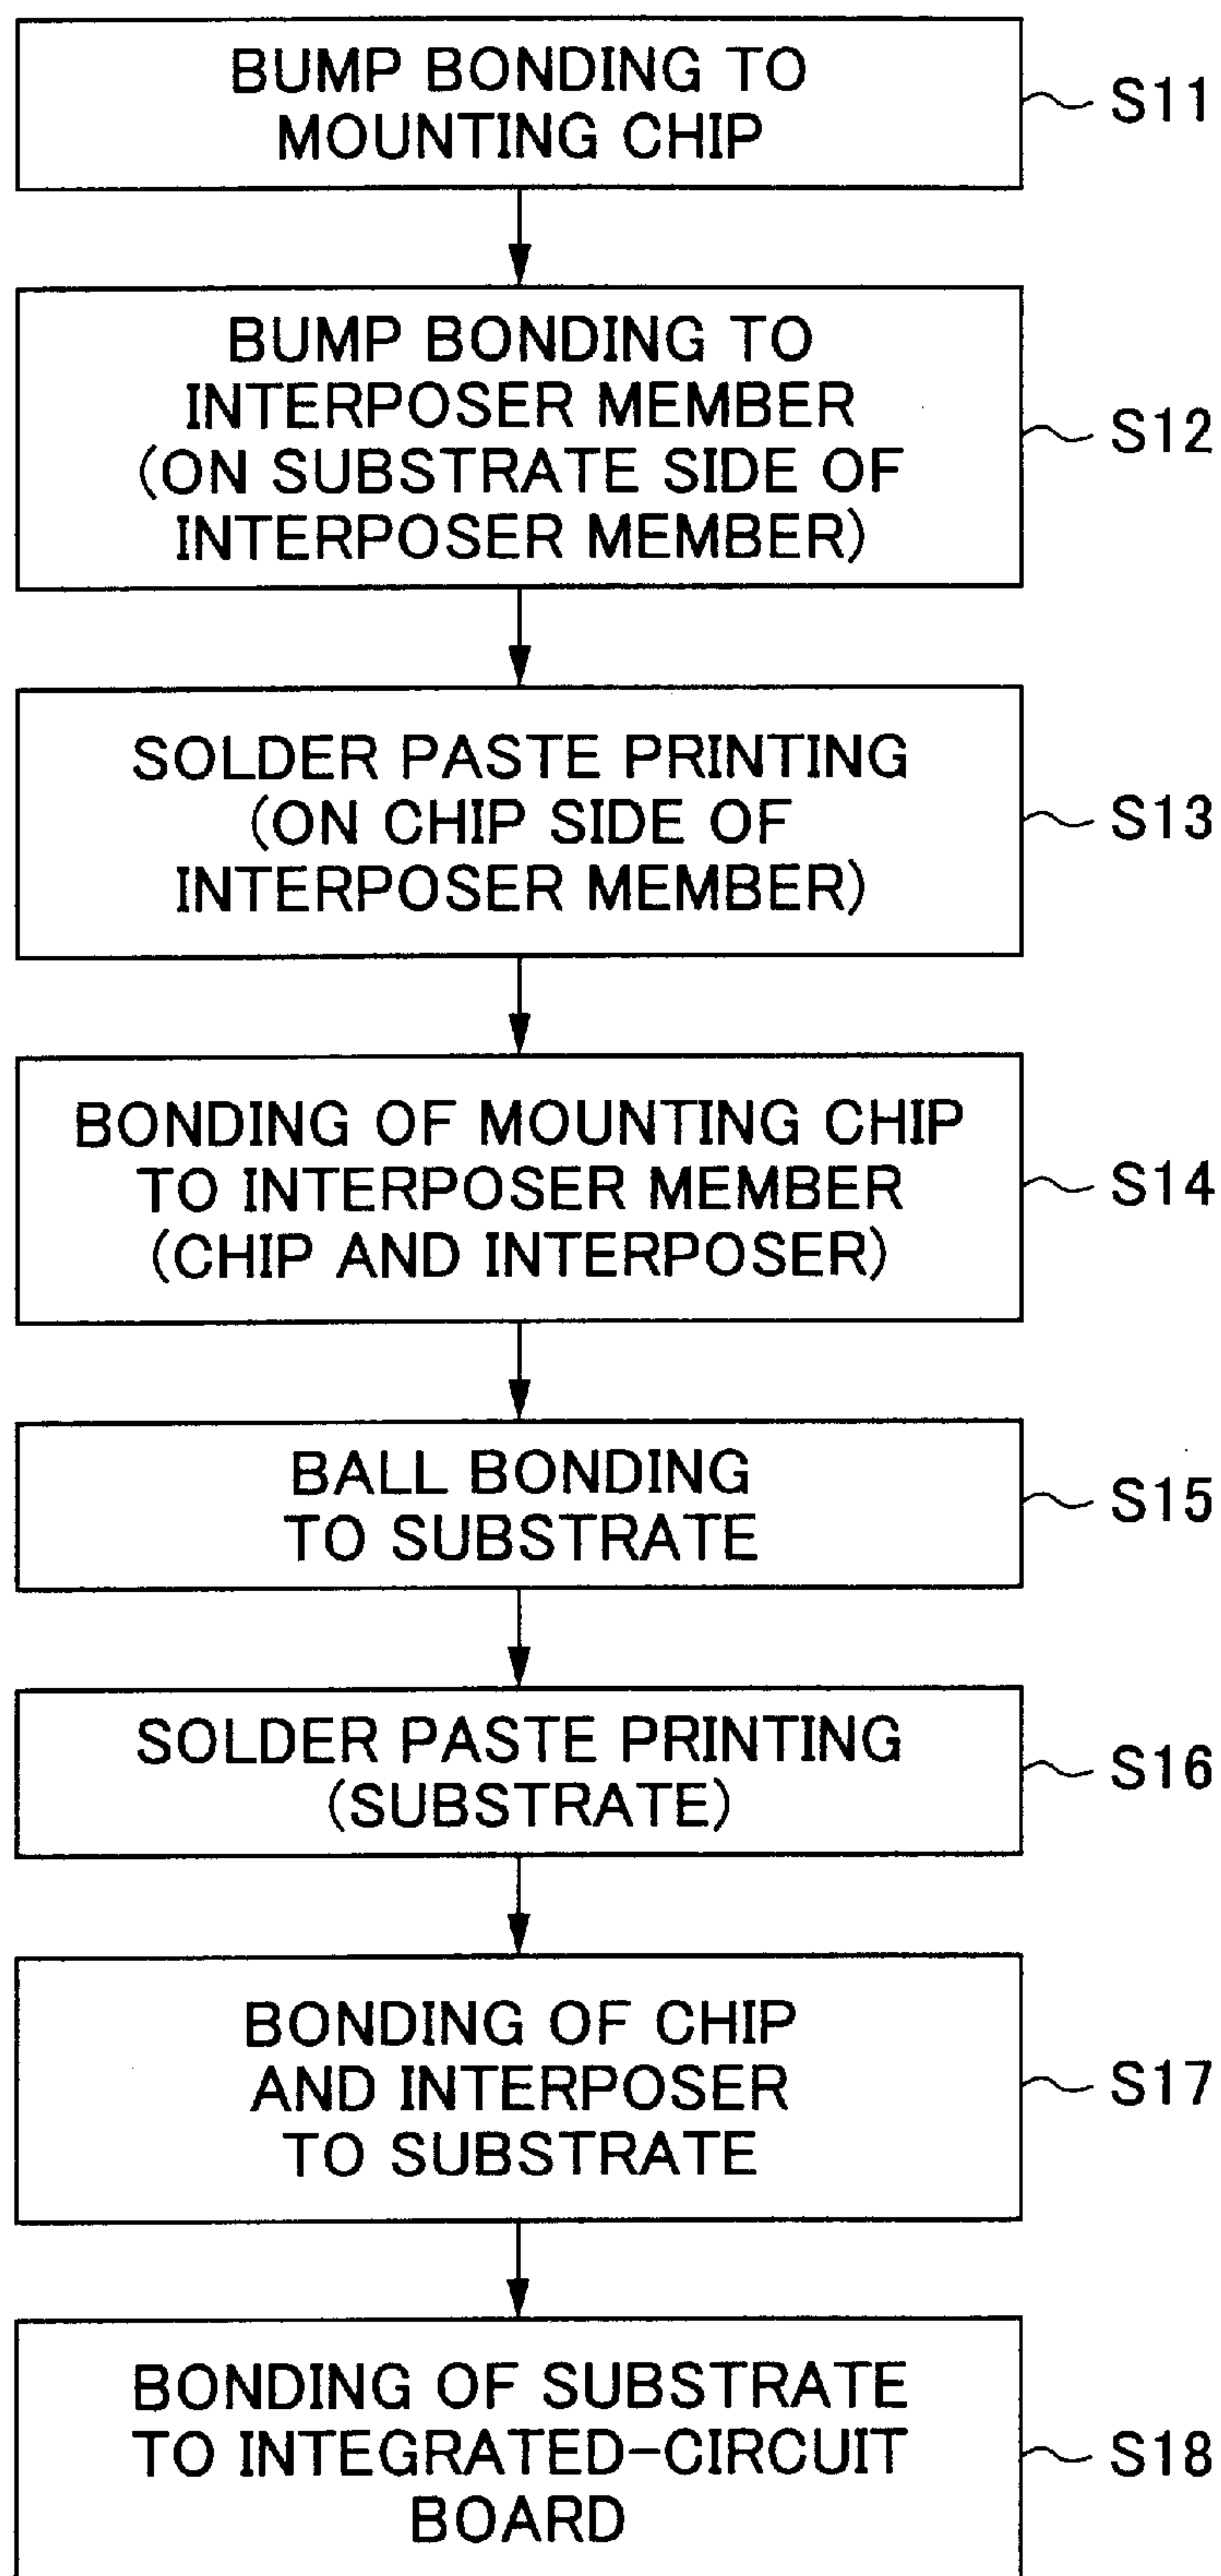 BUMP BONDING TO
MOUNTING CHIP
S11
BUMP BONDING TO
INTERPOSER MEMBER
(ON SUBSTRATE SIDE OF
INTERPOSER MEMBER)
S12
SOLDER PASTE PRINTING
(ON CHIP SIDE OF
INTERPOSER MEMBER)
S13
BONDING OF MOUNTING CHIP
TO INTERPOSER MEMBER
(CHIP AND INTERPOSER)
S14
BALL BONDING
TO SUBSTRATE
S15
SOLDER PASTE PRINTING
(SUBSTRATE)
S16
BONDING OF CHIP
AND INTERPOSER
TO SUBSTRATE
S17
BONDING OF SUBSTRATE
TO INTEGRATED-CIRCUIT
BOARD
S18